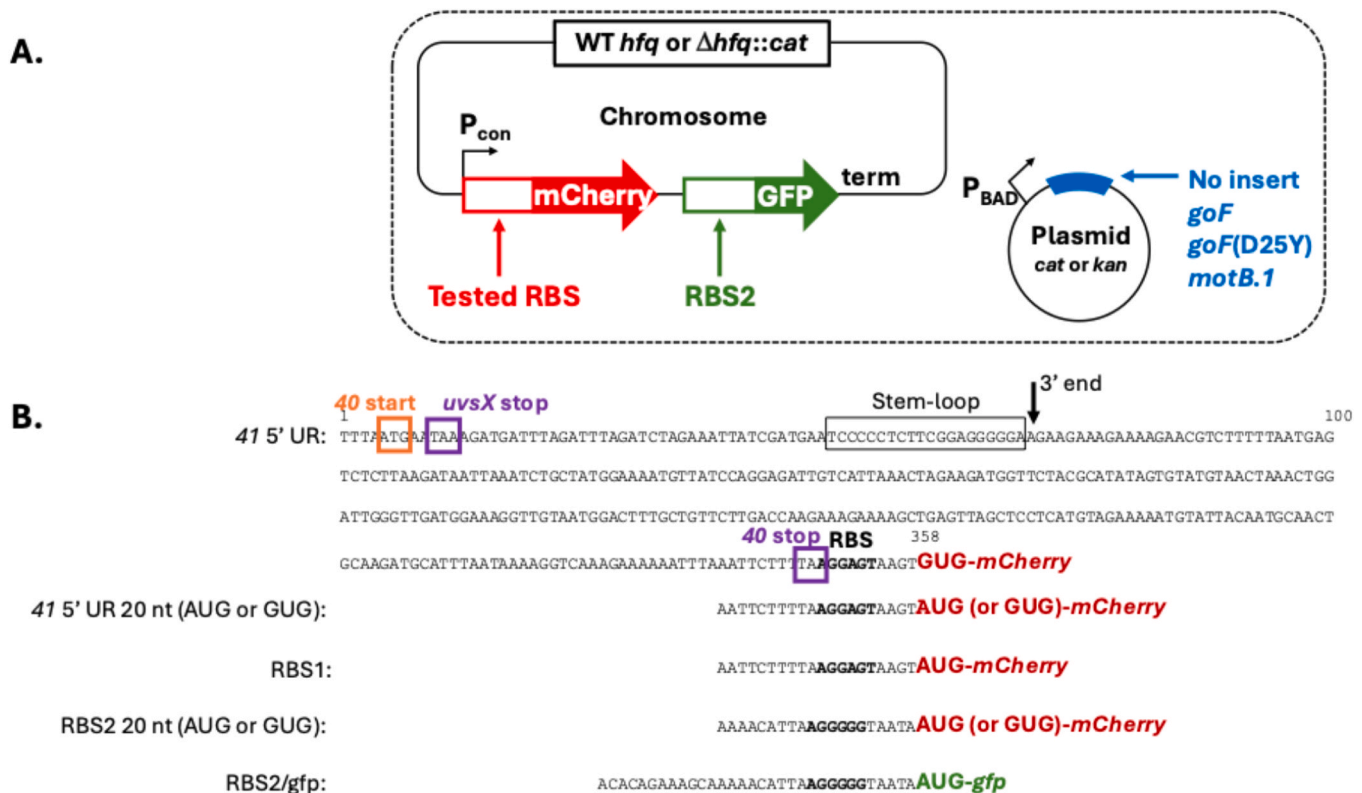 A.
WT hfq or Δhfq::cat
Chromosome
Pcon
mCherry
GFP
term
Tested RBS
RBS2
PBAD
Plasmid
cat or kan
No insert
goF
goF(D25Y)
motB.1
B.
3' end
40 start
uvsX stop
Stem-loop
1
100
41 5' UR:
TTTAATGAATAAAGATGATTTAGATTTAGATCTAGAAATTATCGATGAATCCCCCTCTTCGGAGGGGGAAGAAGAAAGAAAAGAACGTCTTTTTAATGAG
TCTCTTAAGATAATTAAATCTGCTATGGAAAATGTTATCCAGGAGATTGTCATTAAACTAGAAGATGGTTCTACGCATATAGTGTATGTAACTAAACTGG
ATTGGGTTGATGGAAAGGTTGTAATGGACTTTGCTGTTCTTGACCAAGAAAGAAAAGCTGAGTTAGCTCCTCATGTAGAAAAATGTATTACAATGCAACT
40 stop
RBS
358
GCAAGATGCATTTAATAAAAGGTCAAAGAAAAAATTTAAATTCTTTTAAGGAGTAAGTGUG-mCherry
41 5' UR 20 nt (AUG or GUG):
AATTCTTTTAAGGAGTAAGTAUG (or GUG)-mCherry
RBS1:
AATTCTTTTAAGGAGTAAGTAUG-mCherry
RBS2 20 nt (AUG or GUG):
AAAACATTAAGGGGGTAATAAUG (or GUG)-mCherry
RBS2/gfp:
ACACAGAAAGCAAAAACATTAAGGGGGTAATAAUG-gfp